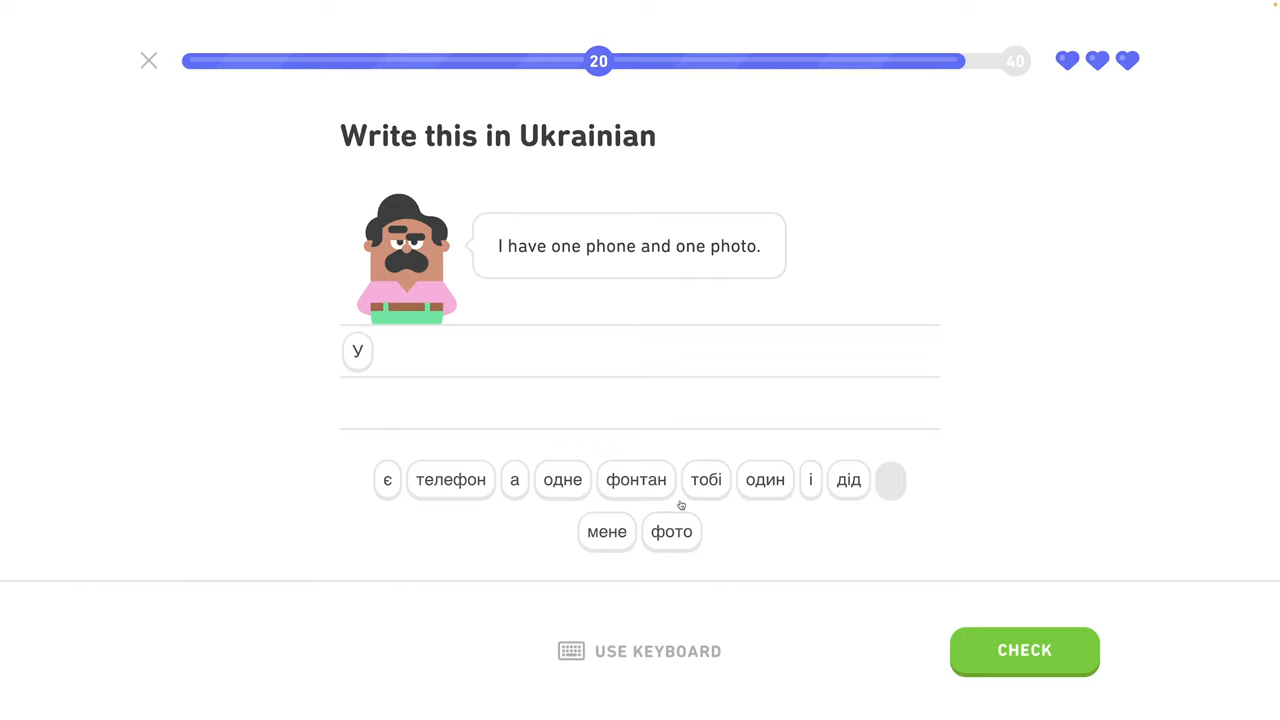 20
40
Write this in Ukrainian
I have one phone and one photo.
У
є телефон а одне фонтан тобі один і дід
мене фото
USE KEYBOARD
CHECK